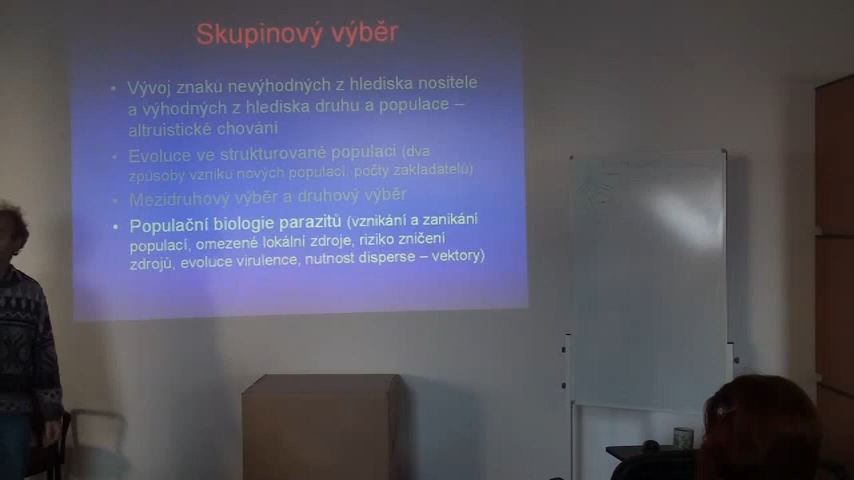 Skupinový výběr
• Vývoj znaků nevýhodných z hlediska nositele
a výhodných z hlediska druhu a populace –
altruistické chování
• Evoluce ve strukturované populaci (dva
způsoby vzniku nových populací, počty zakladatelů)
• Mezidruhový výběr a druhový výběr
• Populační biologie parazitů (vznikání a zanikání
populací, omezené lokální zdroje, riziko zničení
zdrojů, evoluce virulence, nutnost disperse – vektory)